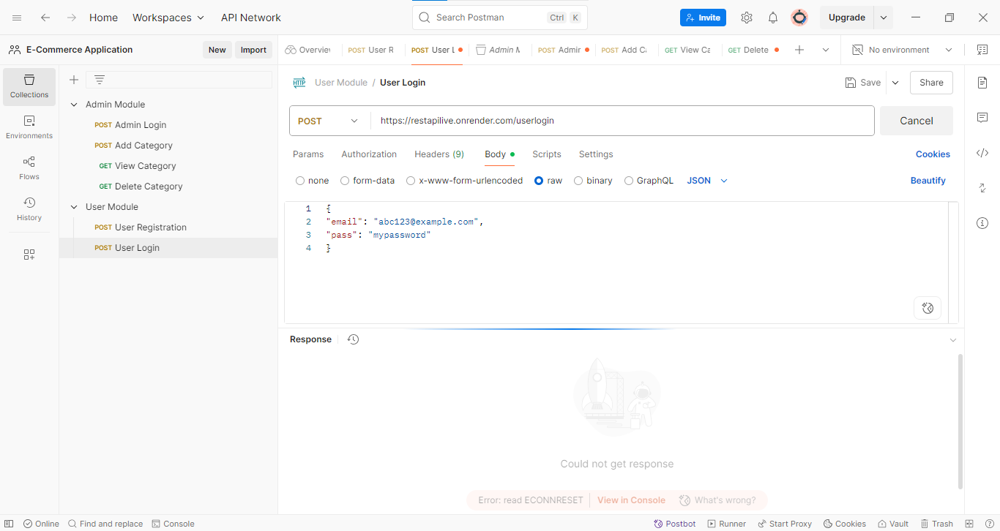 Home Workspaces API Network Search Postman Ctrl K Invite Upgrade
E-Commerce Application New Import Overview POST User R POST User L Admin M POST Admir POST Add Ca GET View Ca GET Delete No environment
Collections
Environments
Flows
History
Admin Module
POST Admin Login
POST Add Category
GET View Category
GET Delete Category
User Module
POST User Registration
POST User Login
HTTP User Module / User Login Save Share
POST https://restapilive.onrender.com/userlogin Cancel
Params Authorization Headers (9) Body Scripts Settings Cookies
none form-data x-www-form-urlencoded raw binary GraphQL JSON Beautify
1 {
2 "email": "abc123@example.com",
3 "pass": "mypassword"
4 }
Response
Could not get response
Error: read ECONNRESET View in Console What's wrong?
Online Find and replace Console Postbot Runner Start Proxy Cookies Vault Trash